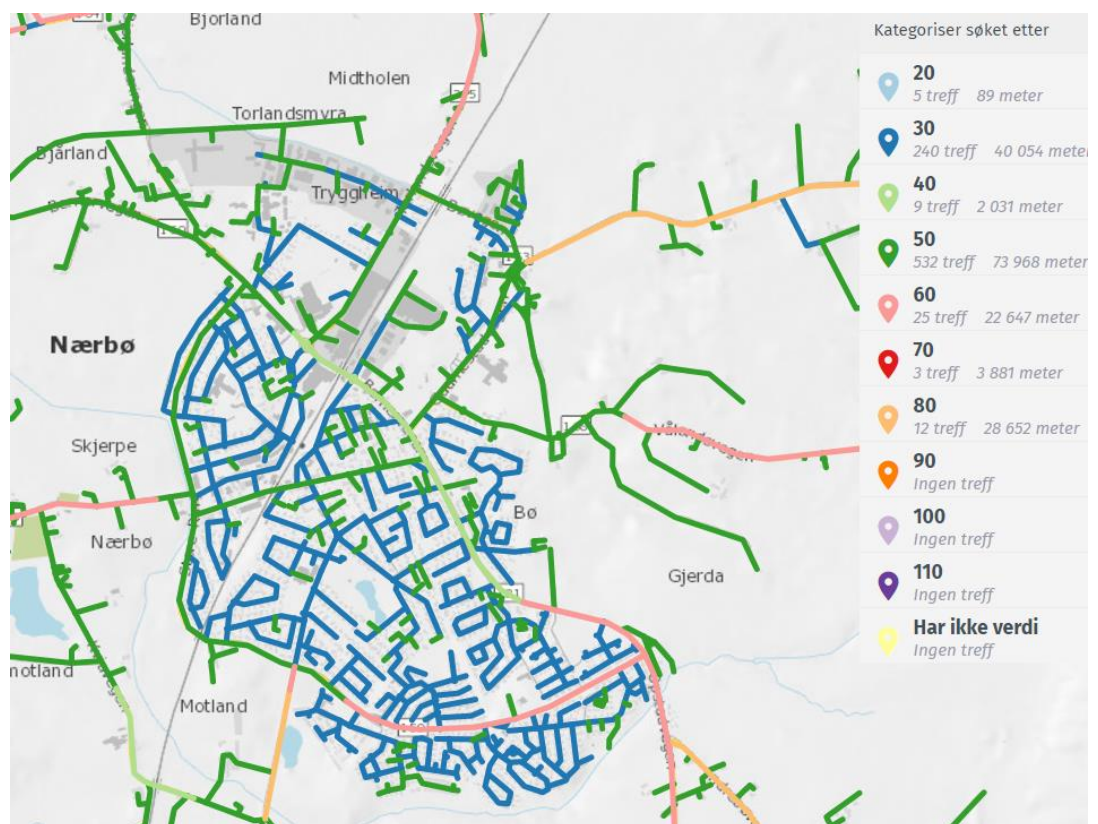 Bjorland
Midtholen
Torlandsmyra
Bjårland
Tryggheim
Nærbø
Skjerpe
Nærbø
Bø
Gjerda
motland
Motland
Kategoriser søket etter
20
5 treff 89 meter
30
240 treff 40 054 meter
40
9 treff 2 031 meter
50
532 treff 73 968 meter
60
25 treff 22 647 meter
70
3 treff 3 881 meter
80
12 treff 28 652 meter
90
Ingen treff
100
Ingen treff
110
Ingen treff
Har ikke verdi
Ingen treff